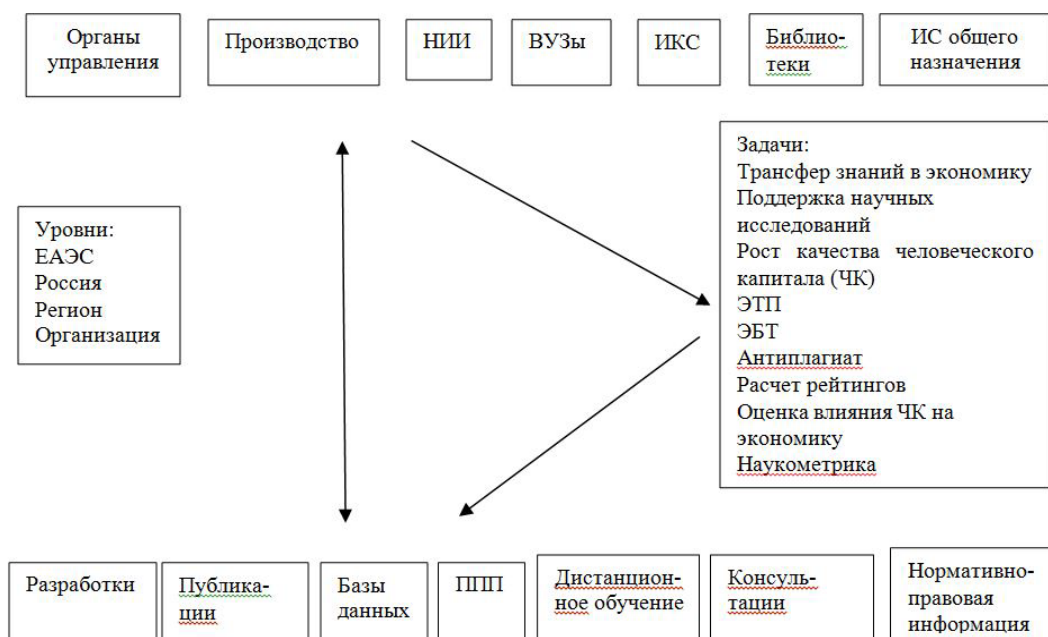 Органы
управления
Производство
НИИ
ВУЗы
ИКС
Библио-
теки
ИС общего
назначения
Задачи:
Трансфер знаний в экономику
Поддержка научных
исследований
Рост качества человеческого
капитала (ЧК)
ЭТП
ЭБТ
Антиплагиат
Расчет рейтингов
Оценка влияния ЧК на
экономику
Наукометрика
Уровни:
ЕАЭС
Россия
Регион
Организация
Разработки
Публика-
ции
Базы
данных
ППП
Дистанцион-
ное обучение
Консуль-
тации
Нормативно-
правовая
информация